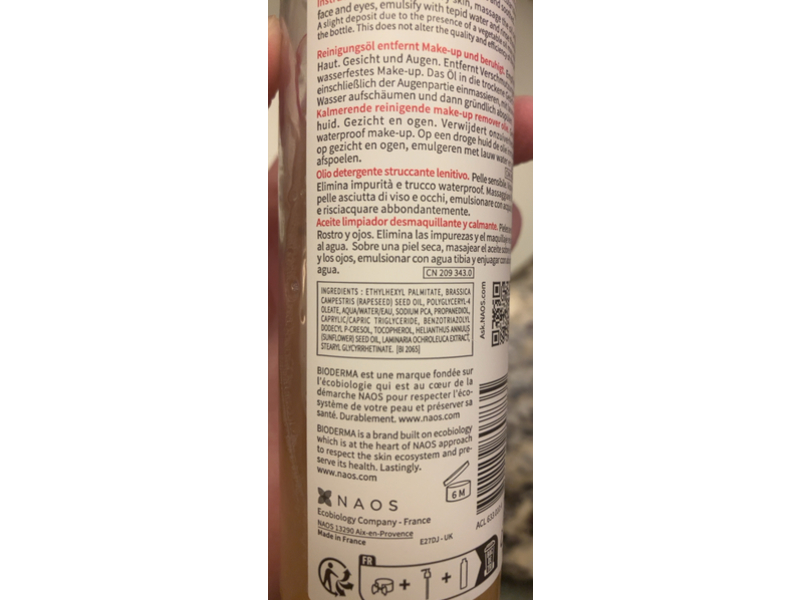 skin, massage
face and eyes, emulsify with tepid water and
A slight deposit due to the presence of a vegetable
the bottle. This does not alter the quality and efficiency
Reinigungsöl entfernt Make-up und beruhigt.
Haut. Gesicht und Augen. Entfernt
wasserfestes Make-up. Das Öl in die trockene
einschließlich der Augenpartie einmassieren, mit
Wasser aufschäumen und dann gründlich
Kalmerende reinigende make-up remover
huid. Gezicht en ogen. Verwijdert
waterproof make-up. Op een droge huid de olie
op gezicht en ogen, emulgeren met lauw water
afspoelen.
Olio detergente struccante lenitivo. Pelle sensibile.
Elimina impurità e trucco waterproof.
pelle asciutta di viso e occhi, emulsionare con
e risciacquare abbondantemente.
Aceite limpiador desmaquillante y calmante.
Rostro y ojos. Elimina las impurezas y el
al agua. Sobre una piel seca, masajear el aceite
y los ojos, emulsionar con agua tibia y enjuagar con
agua.
CN 209 343.0
INGREDIENTS : ETHYLHEXYL PALMITATE, BRASSICA
CAMPESTRIS (RAPESEED) SEED OIL, POLYGLYCERYL-4
OLEATE, AQUA/WATER/EAU, SODIUM PCA, PROPANEDIOL,
CAPRYLIC/CAPRIC TRIGLYCERIDE, BENZOTRIAZOLYL
DODECYL P-CRESOL, TOCOPHEROL, HELIANTHUS ANNUUS
(SUNFLOWER) SEED OIL, LAMINARIA OCHROLEUCA EXTRACT,
STEARYL GLYCYRRHETINATE. [BI 2065]
Ask.NAOS.com
BIODERMA est une marque fondée sur
l'écobiologie qui est au cœur de la
démarche NAOS pour respecter l'éco-
système de votre peau et préserver sa
santé. Durablement. www.naos.com
BIODERMA is a brand built on ecobiology
which is at the heart of NAOS approach
to respect the skin ecosystem and pre-
serve its health. Lastingly.
www.naos.com
6 M
NAOS
Ecobiology Company - France
NAOS 13290 Aix-en-Provence
Made in France
E27DJ - UK
FR